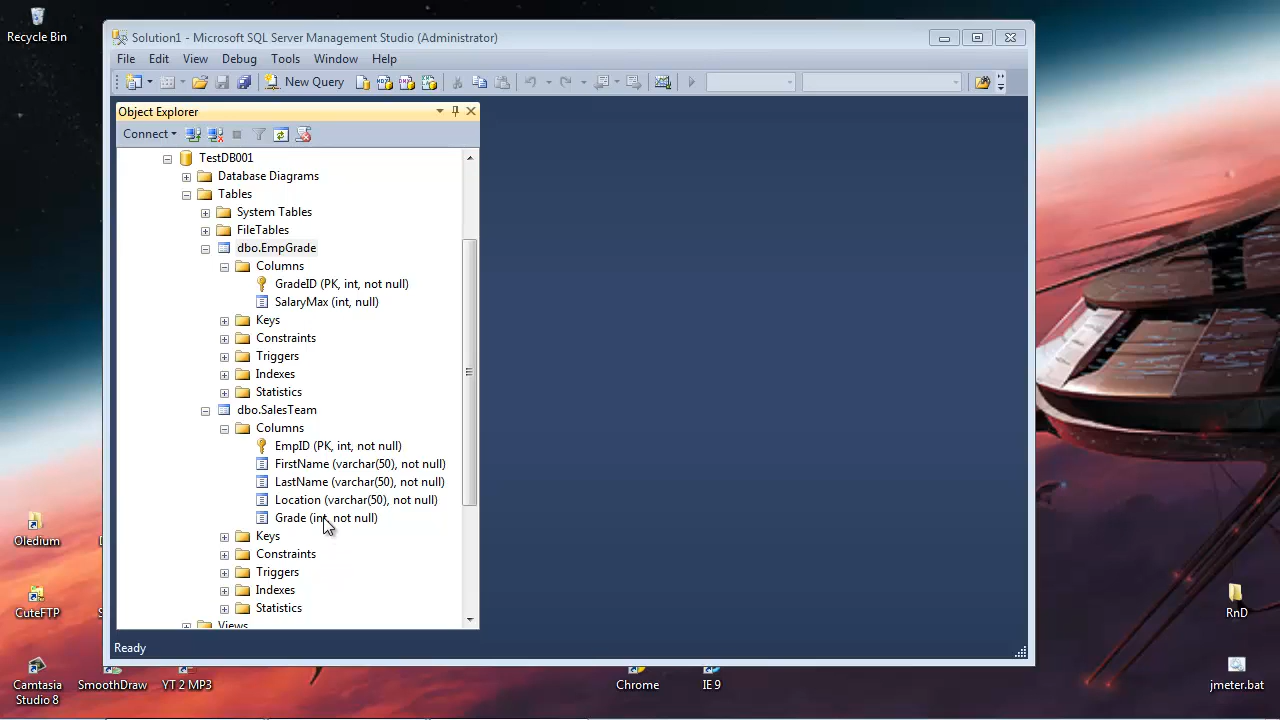 Recycle Bin
Solution1 - Microsoft SQL Server Management Studio (Administrator)
File Edit View Debug Tools Window Help
New Query
Object Explorer
Connect
TestDB001
Database Diagrams
Tables
System Tables
FileTables
dbo.EmpGrade
Columns
GradeID (PK, int, not null)
SalaryMax (int, null)
Keys
Constraints
Triggers
Indexes
Statistics
dbo.SalesTeam
Columns
EmpID (PK, int, not null)
FirstName (varchar(50), not null)
LastName (varchar(50), not null)
Location (varchar(50), not null)
Grade (int, not null)
Keys
Constraints
Triggers
Indexes
Statistics
Views
Ready
Oledium
CuteFTP
RnD
Camtasia
Studio 8
SmoothDraw
YT 2 MP3
Chrome
IE 9
jmeter.bat